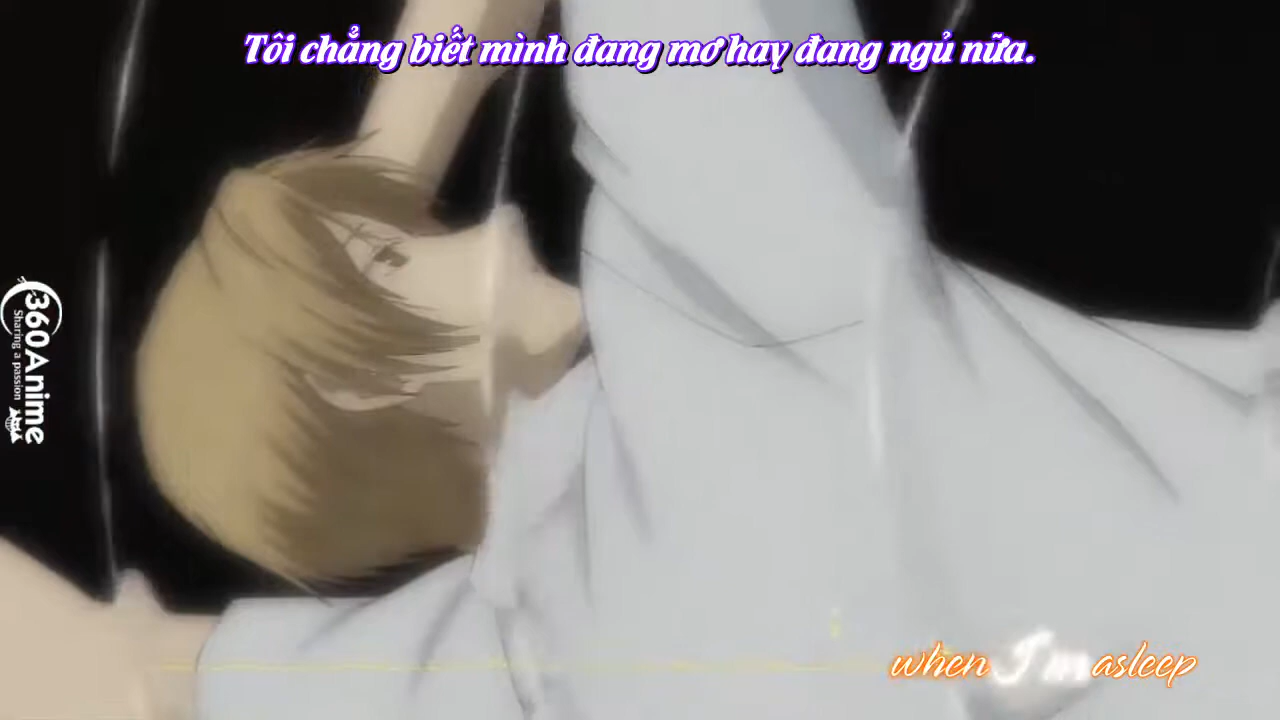 Tôi chẳng biết mình đang mơ hay đang ngủ nữa.
360Anime
Sharing a passion
when I'm asleep